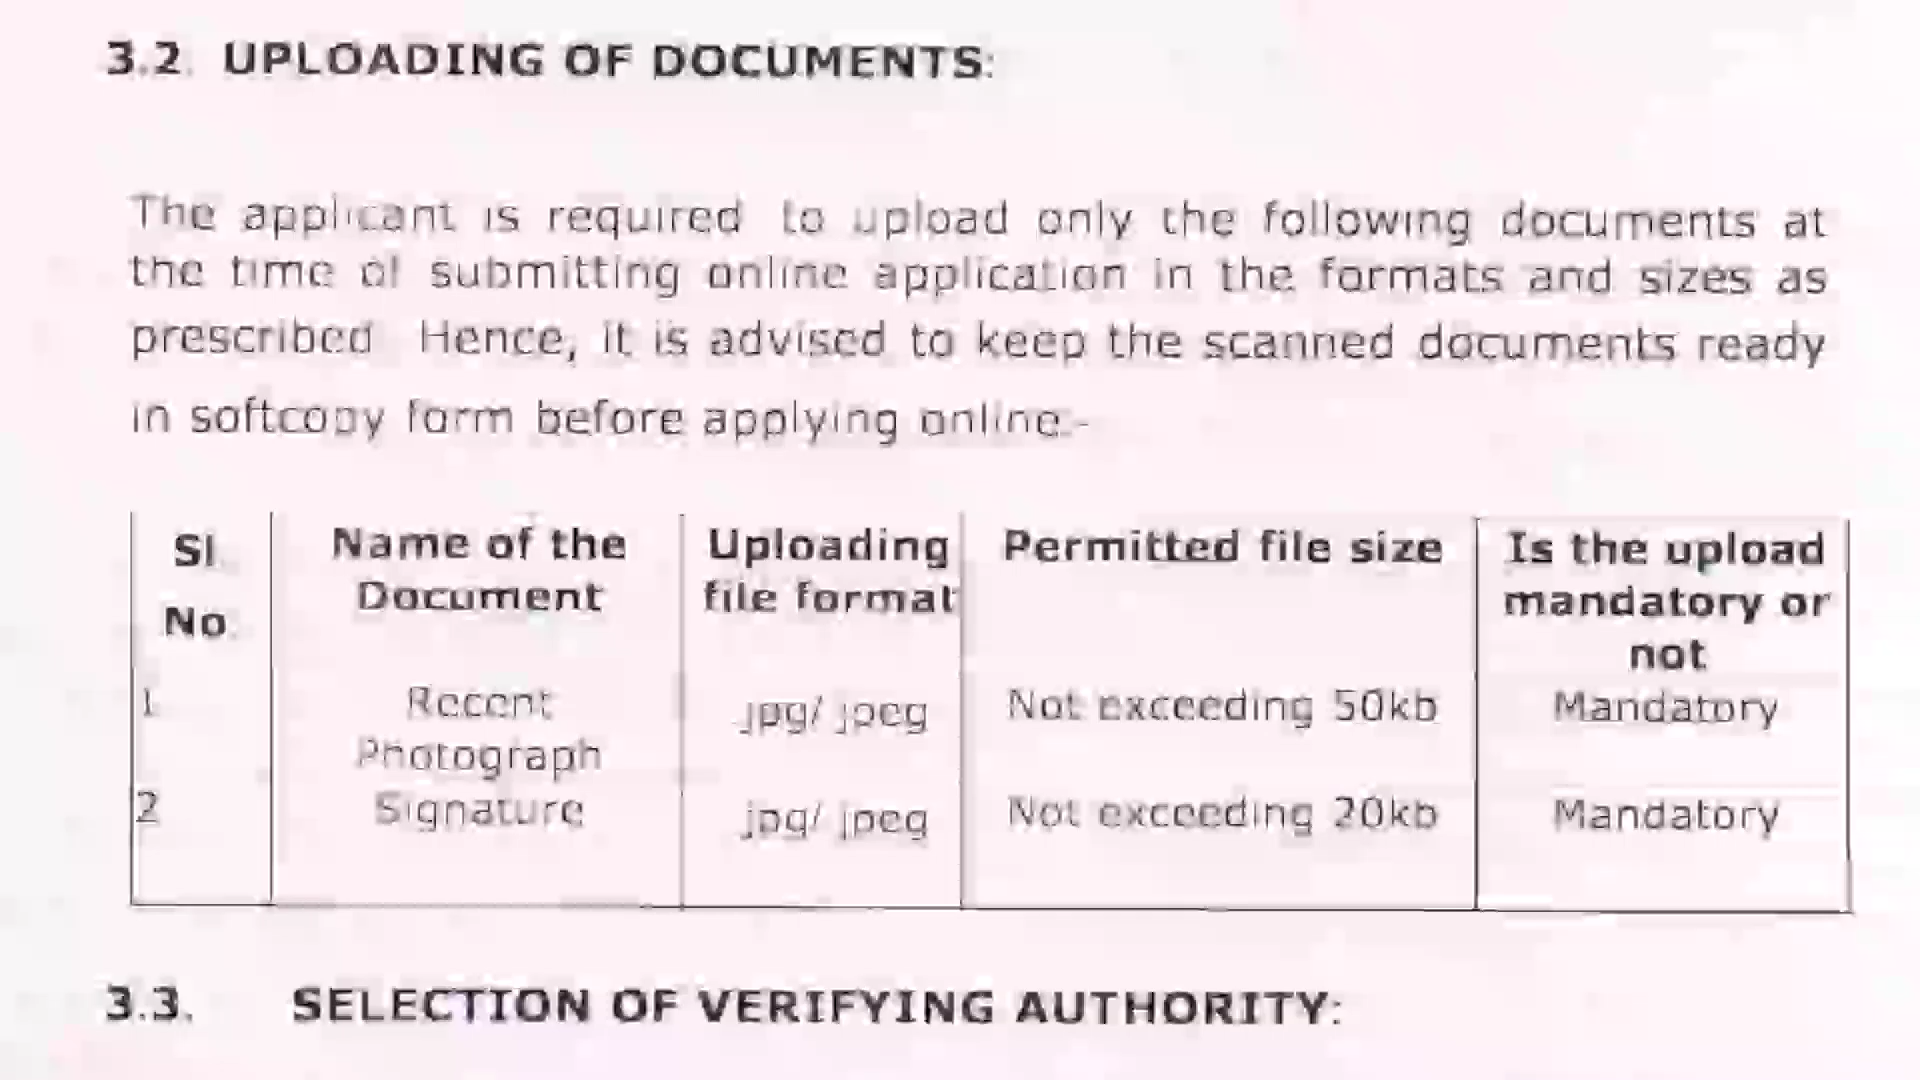 3.2. UPLOADING OF DOCUMENTS:
The applicant is required to upload only the following documents at
the time of submitting online application in the formats and sizes as
prescribed. Hence, it is advised to keep the scanned documents ready
in softcopy form before applying online:-
Sl. No. Name of the Document Uploading file format Permitted file size Is the upload mandatory or not
1 Recent Photograph .jpg/ jpeg Not exceeding 50kb Mandatory
2 Signature .jpg/ jpeg Not exceeding 20kb Mandatory
3.3. SELECTION OF VERIFYING AUTHORITY: